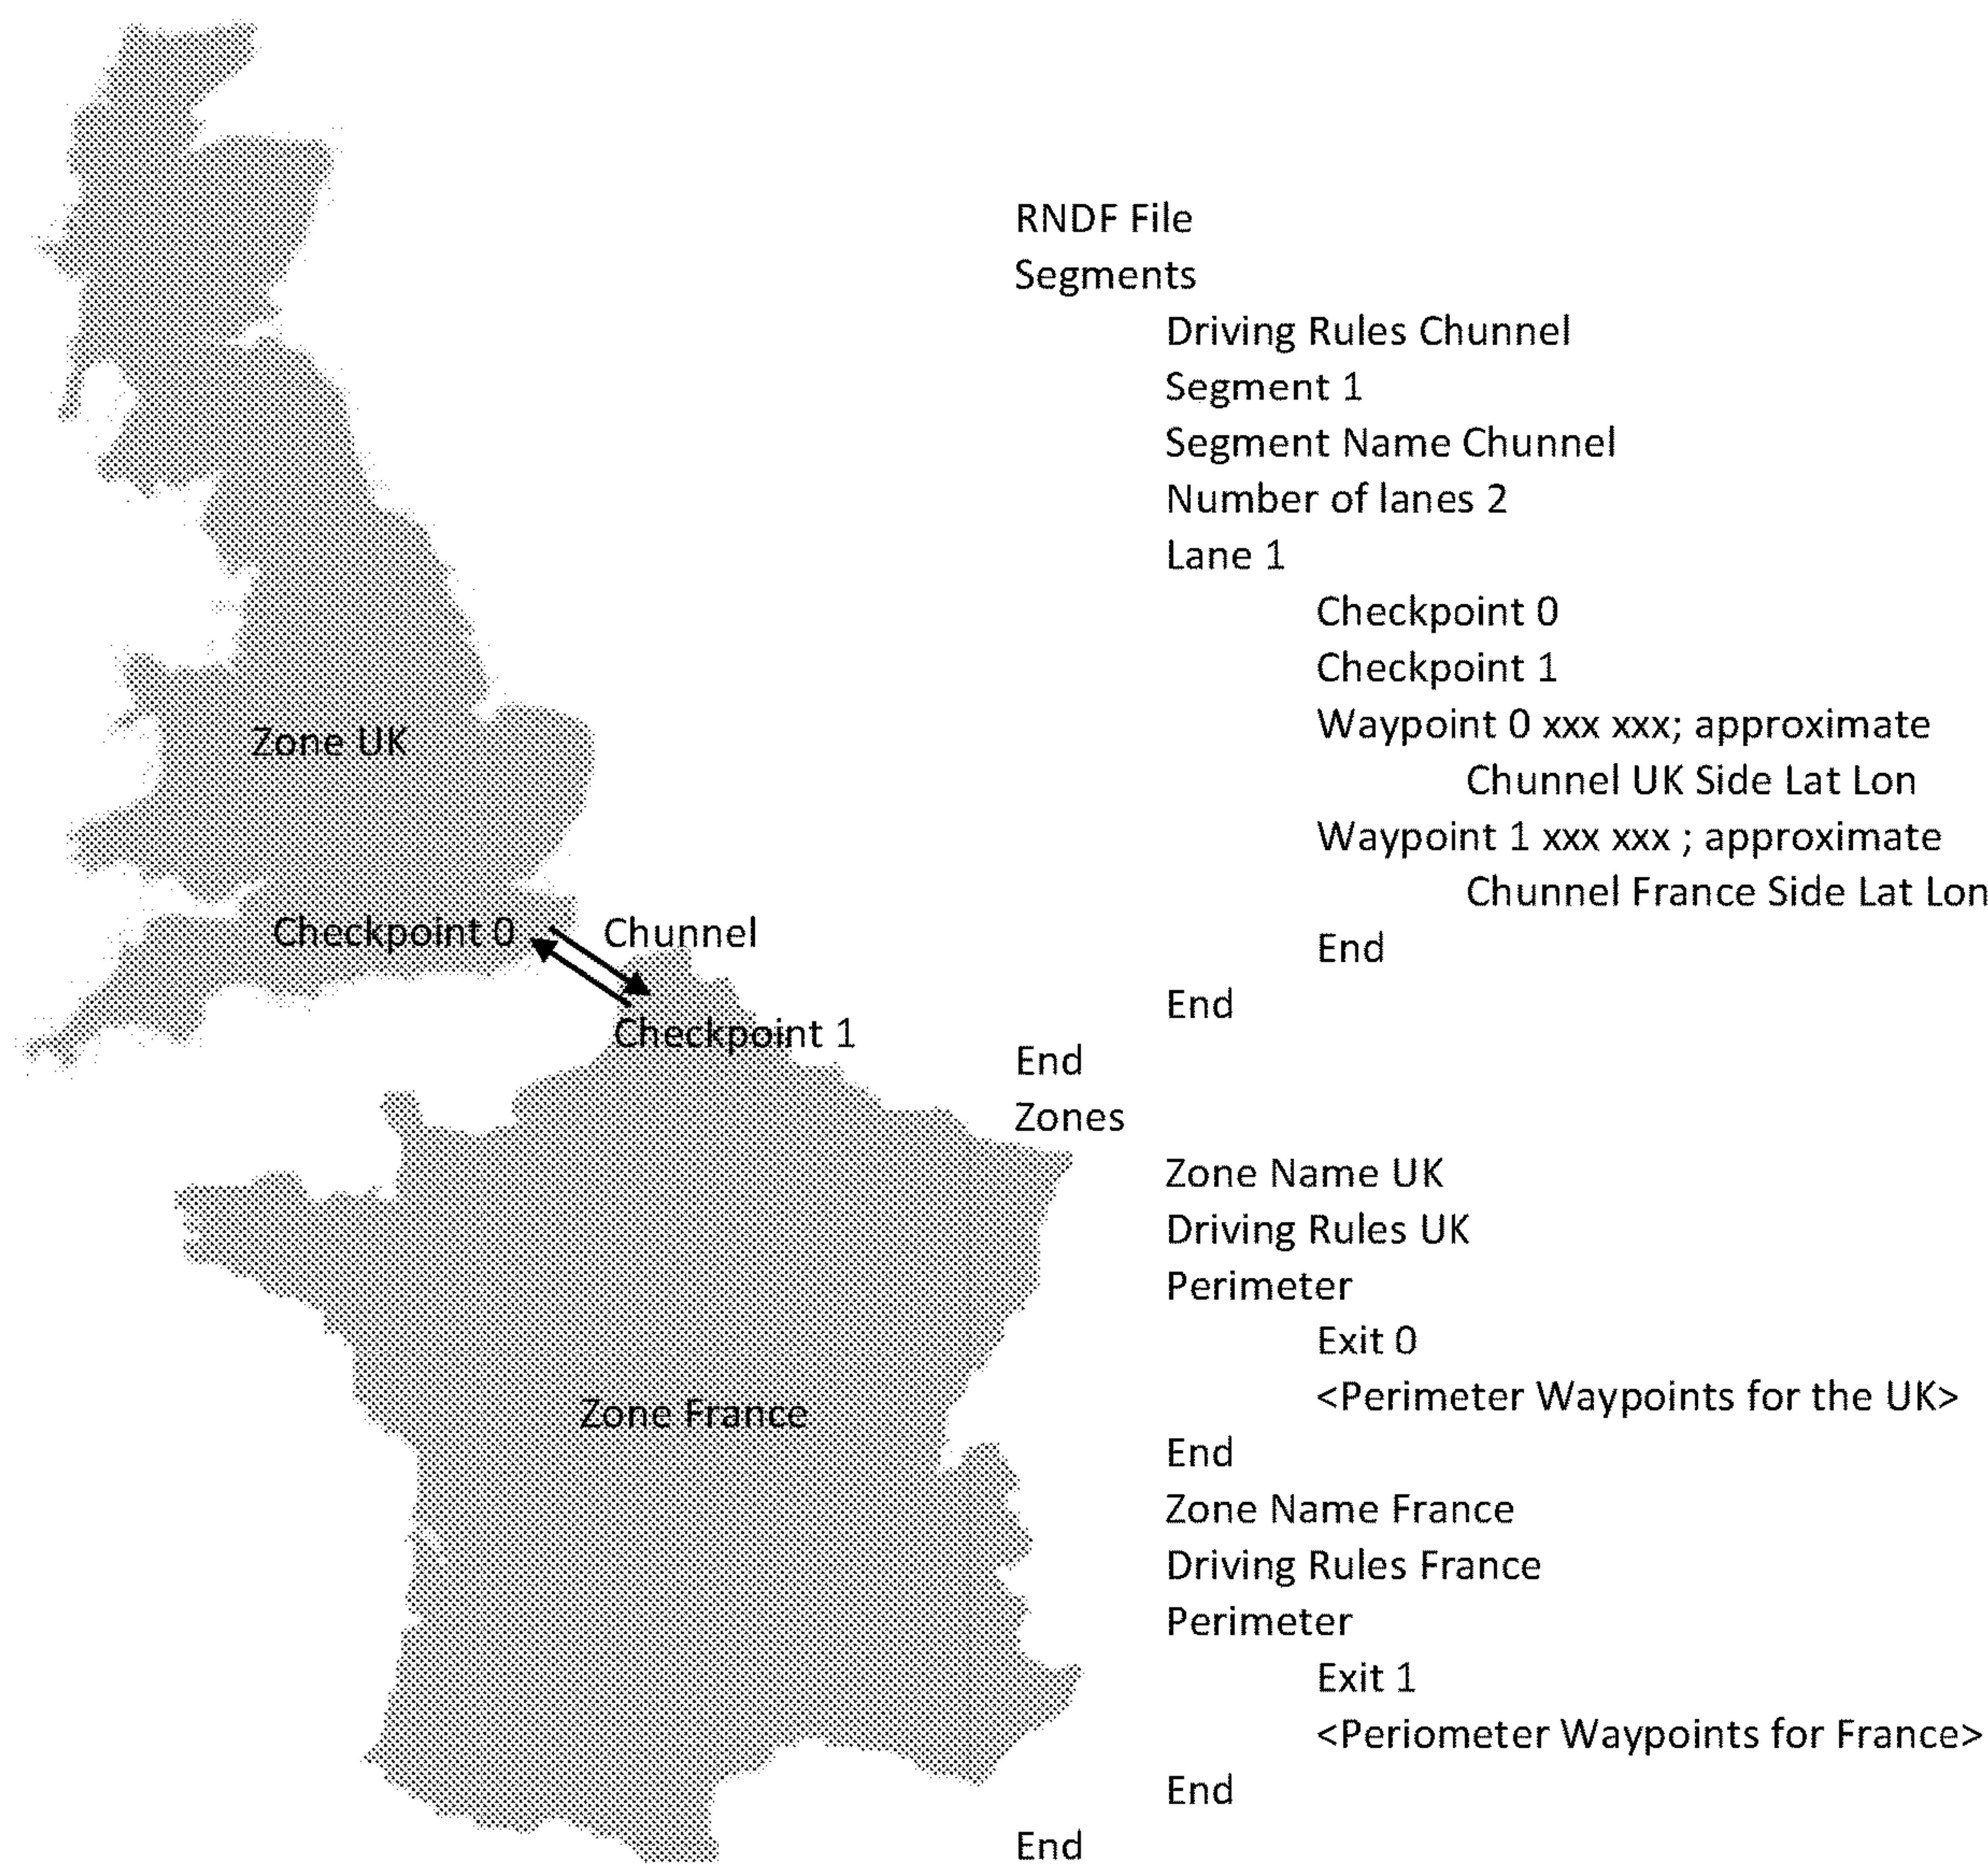 RNDF File
Segments
Driving Rules Chunnel
Segment 1
Segment Name Chunnel
Number of lanes 2
Lane 1
Checkpoint 0
Checkpoint 1
Waypoint 0 xxx xxx; approximate
Chunnel UK Side Lat Lon
Waypoint 1 xxx xxx ; approximate
Chunnel France Side Lat Lon
End
End
End
Zones
Zone Name UK
Driving Rules UK
Perimeter
Exit 0
<Perimeter Waypoints for the UK>
End
Zone Name France
Driving Rules France
Perimeter
Exit 1
<Periometer Waypoints for France>
End
End
Zone UK
Checkpoint 0
Chunnel
Checkpoint 1
Zone France